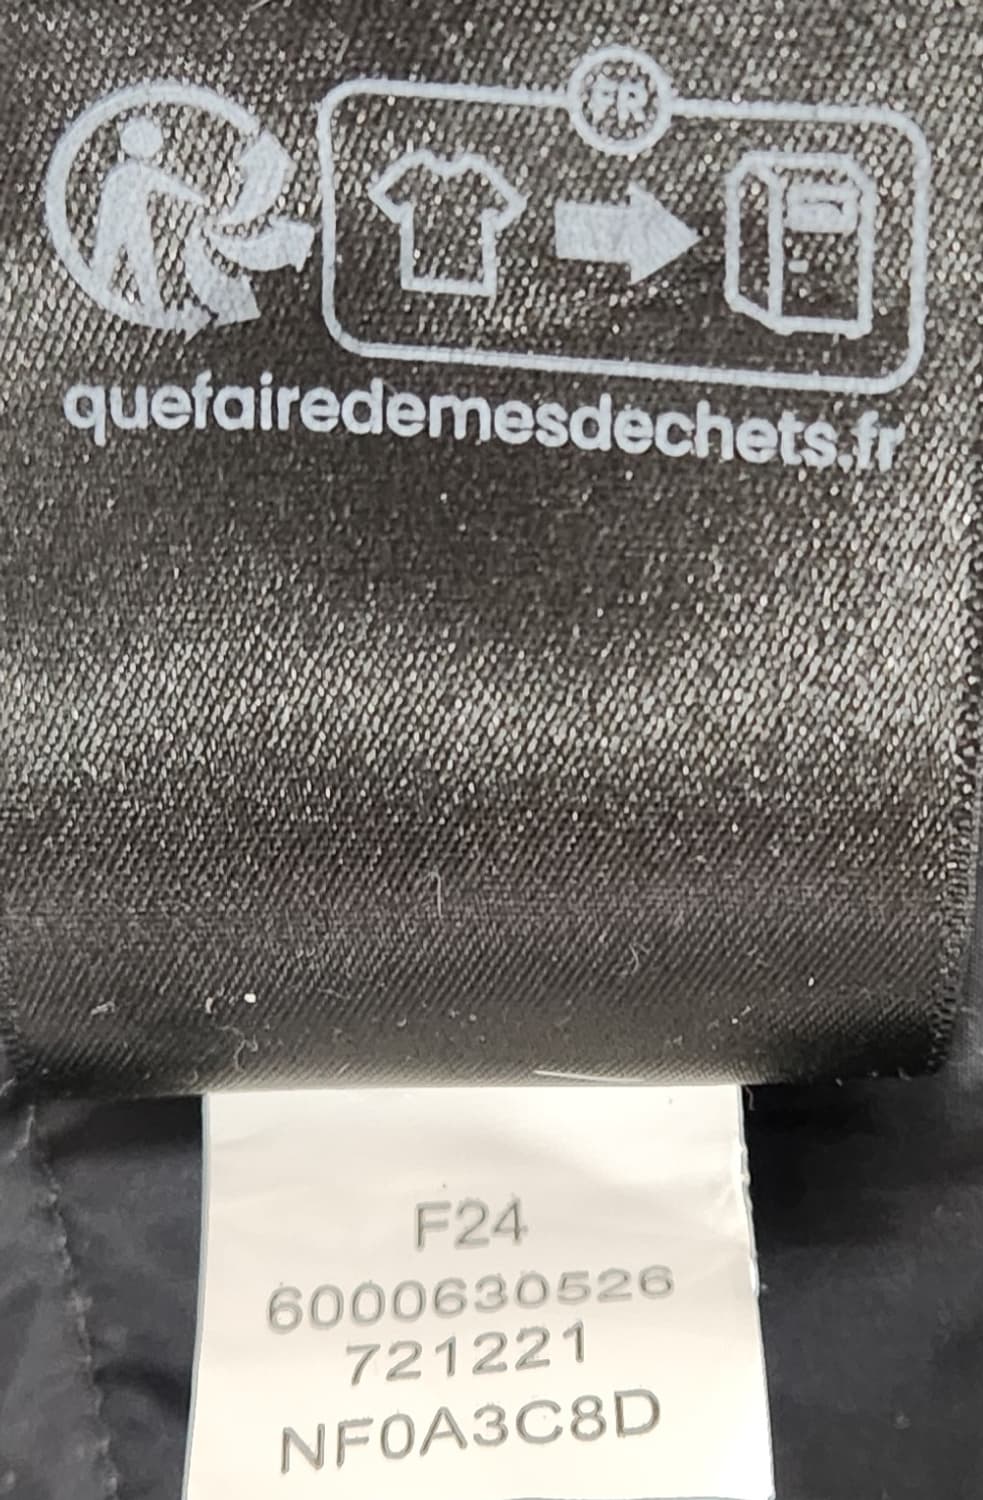 FR
quefairedemesdechets.fr
F24
6000630526
721221
NF0A3C8D